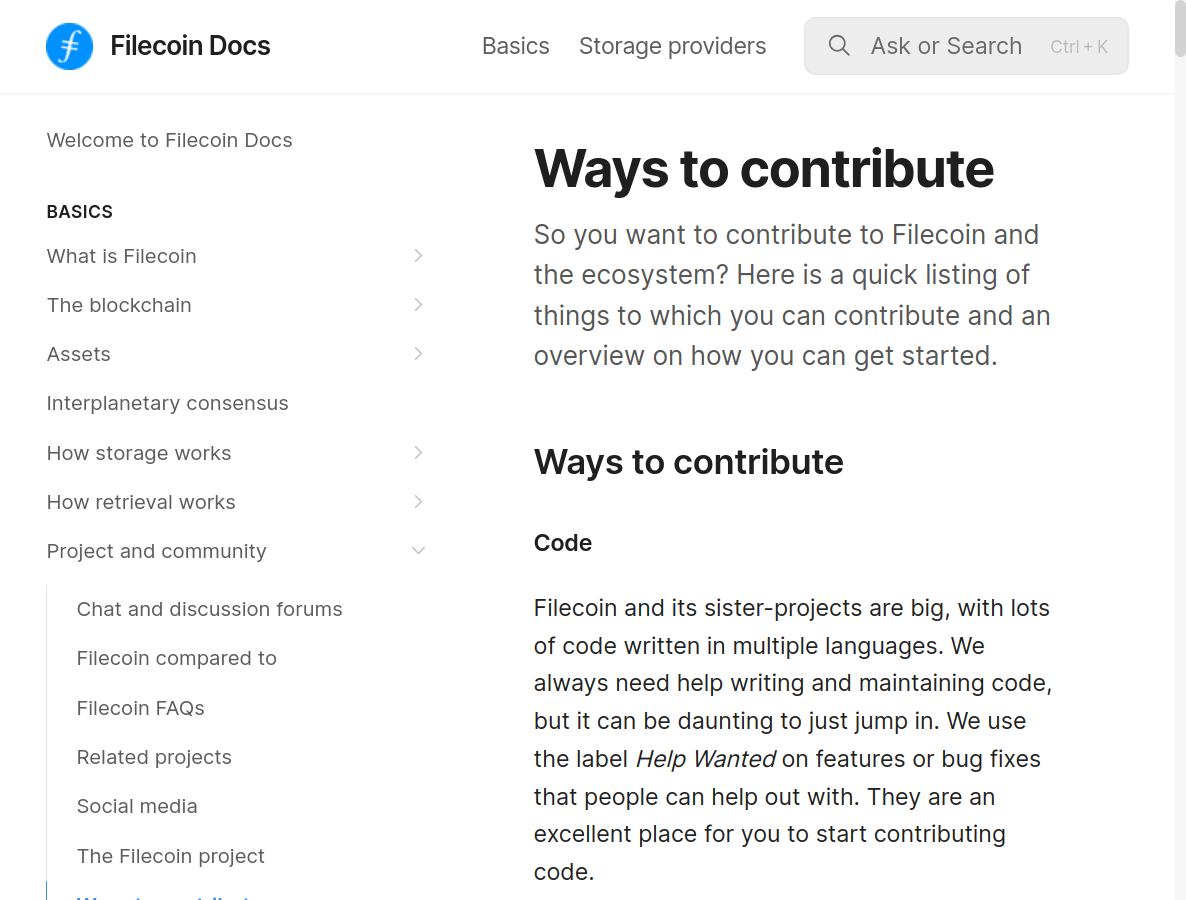 Filecoin Docs
Basics
Storage providers
Ask or Search
Ctrl + K
Welcome to Filecoin Docs
BASICS
What is Filecoin
The blockchain
Assets
Interplanetary consensus
How storage works
How retrieval works
Project and community
Chat and discussion forums
Filecoin compared to
Filecoin FAQs
Related projects
Social media
The Filecoin project
Ways to contribute
Ways to contribute
So you want to contribute to Filecoin and
the ecosystem? Here is a quick listing of
things to which you can contribute and an
overview on how you can get started.
Ways to contribute
Code
Filecoin and its sister-projects are big, with lots
of code written in multiple languages. We
always need help writing and maintaining code,
but it can be daunting to just jump in. We use
the label Help Wanted on features or bug fixes
that people can help out with. They are an
excellent place for you to start contributing
code.